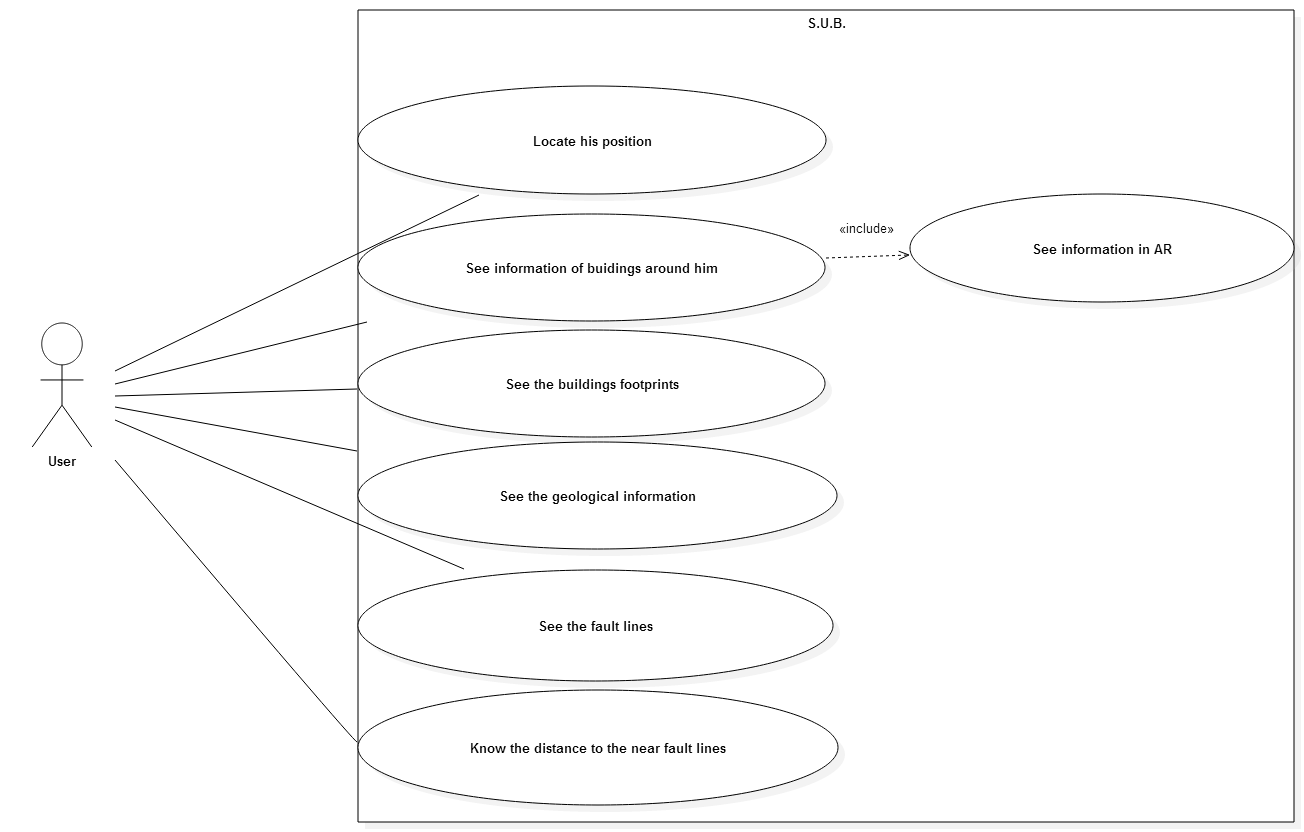 S.U.B.
Locate his position
«include»
See information in AR
See information of buidings around him
See the buildings footprints
User
See the geological information
See the fault lines
Know the distance to the near fault lines